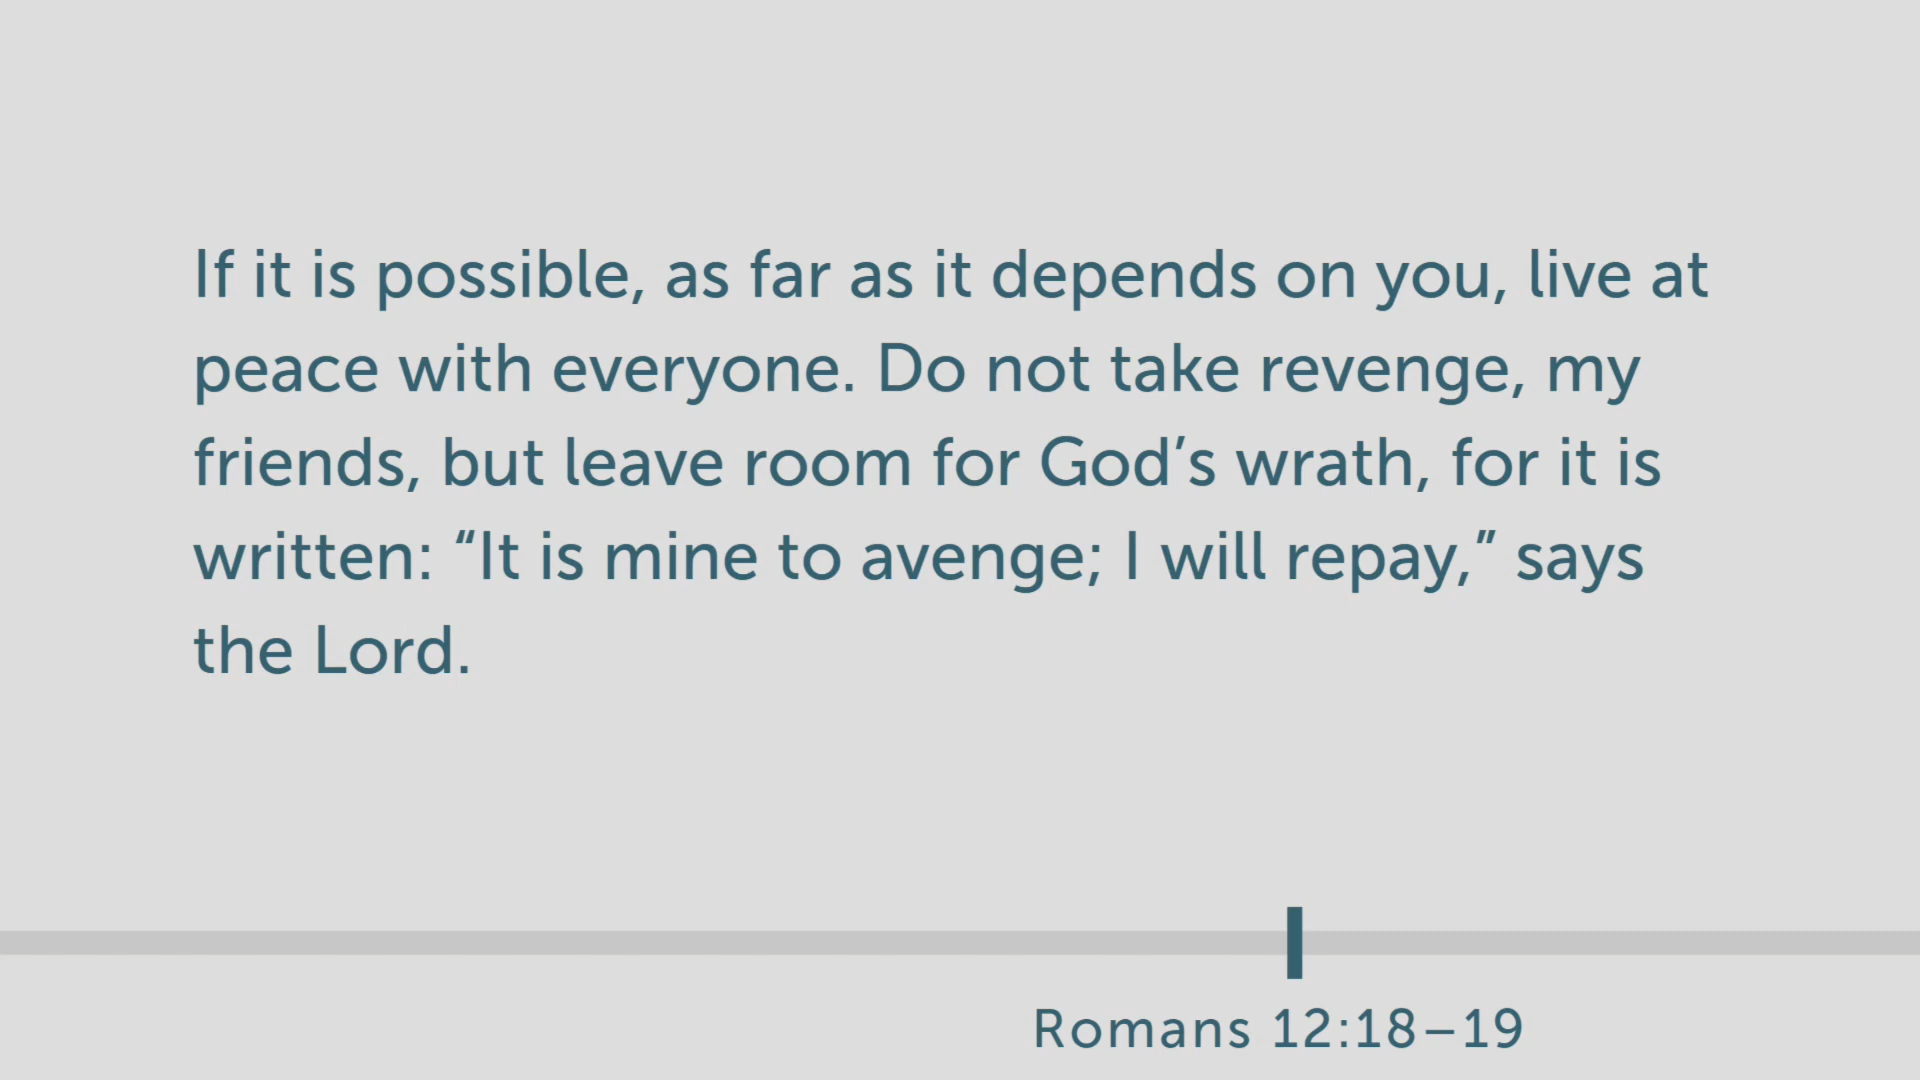 If it is possible, as far as it depends on you, live at
peace with everyone. Do not take revenge, my
friends, but leave room for God’s wrath, for it is
written: “It is mine to avenge; I will repay,” says
the Lord.
Romans 12:18–19